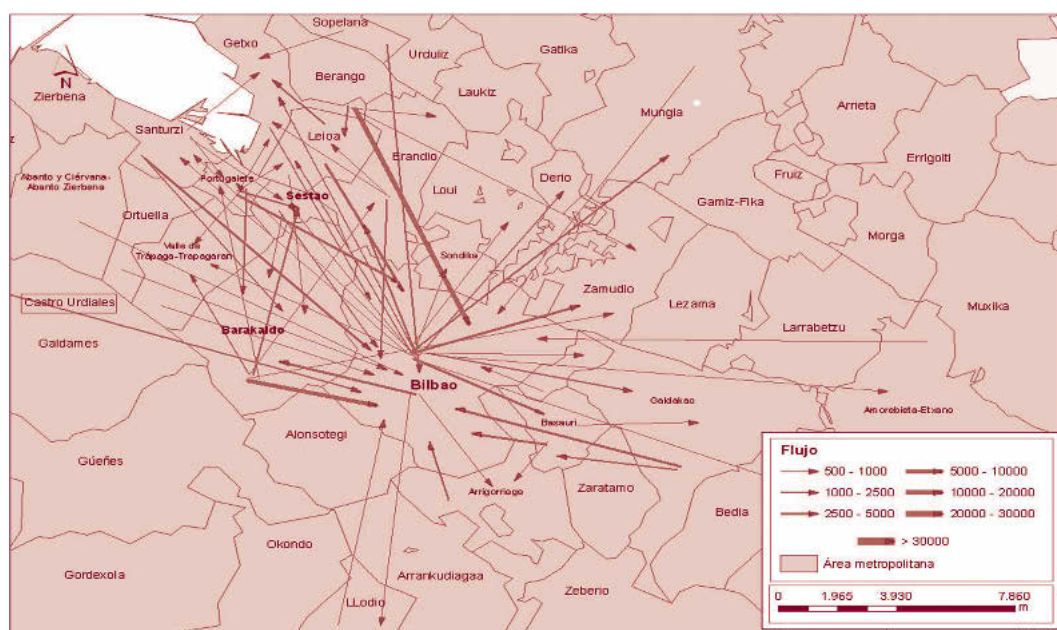 Sopelana
Getxo
Urduliz
Gatika
Berango
Laukiz
N
Zierbena
Mungia
Arrieta
Santurzi
Leioa
Erandio
Errigoiti
Abanto y Ciérvana-
Abanto Zierbena
Portugalete
Sestao
Loui
Derio
Fruiz
Ortuella
Gamiz-Fika
Morga
Valle de
Trápaga-Trapagaran
Sondika
Castro Urdiales
Zamudio
Lezama
Muxika
Barakaldo
Larrabetzu
Galdames
Bilbao
Galdakao
Amorebieta-Etxano
Basauri
Alonsotegi
Güeñes
Arrigorriaga
Zaratamo
Bedia
Okondo
Gordexola
Arrankudiagaa
Zeberio
LLodio
Flujo
500 - 1000
5000 - 10000
1000 - 2500
10000 - 20000
2500 - 5000
20000 - 30000
> 30000
Área metropolitana
0 1.965 3.930 7.860
m